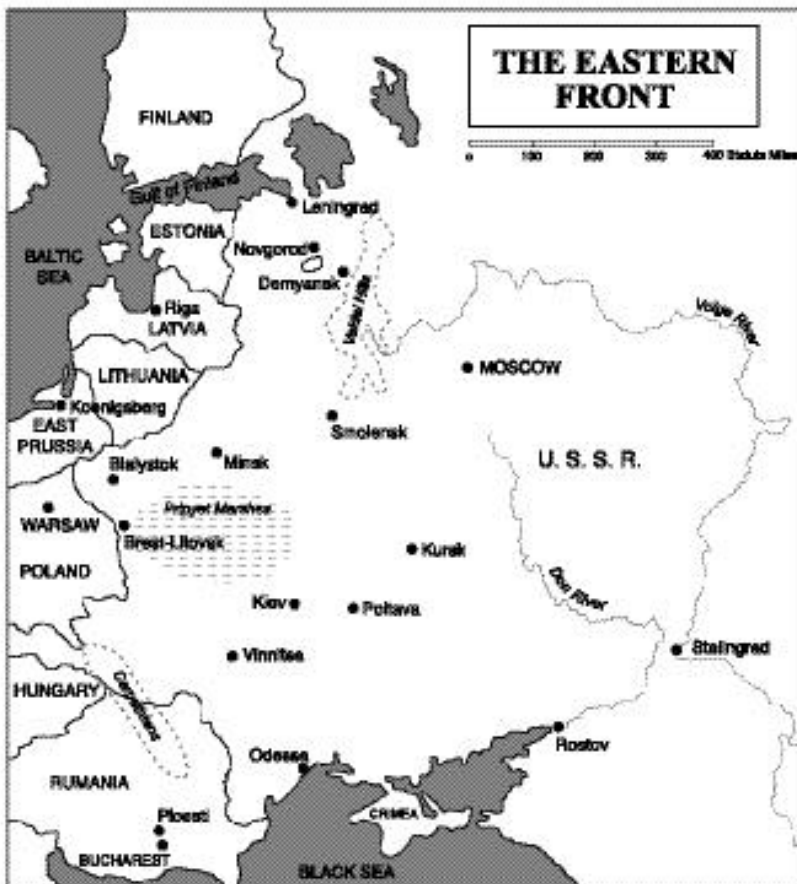 THE EASTERN
FRONT
0 100 200 300 400 Statute Miles
FINLAND
Gulf of Finland
Leningrad
ESTONIA
Novgorod
BALTIC
SEA
Demyansk
Valdai Hills
Riga
LATVIA
Volga River
LITHUANIA
MOSCOW
Koenigsberg
EAST
PRUSSIA
Smolensk
Bialystok
Minsk
U. S. S. R.
Pripyet Marshes
WARSAW
Brest-Litovsk
POLAND
Kursk
Don River
Kiev
Poltava
Vinnitsa
Stalingrad
HUNGARY
Carpathians
Odessa
Rostov
RUMANIA
CRIMEA
Ploesti
BUCHAREST
BLACK SEA